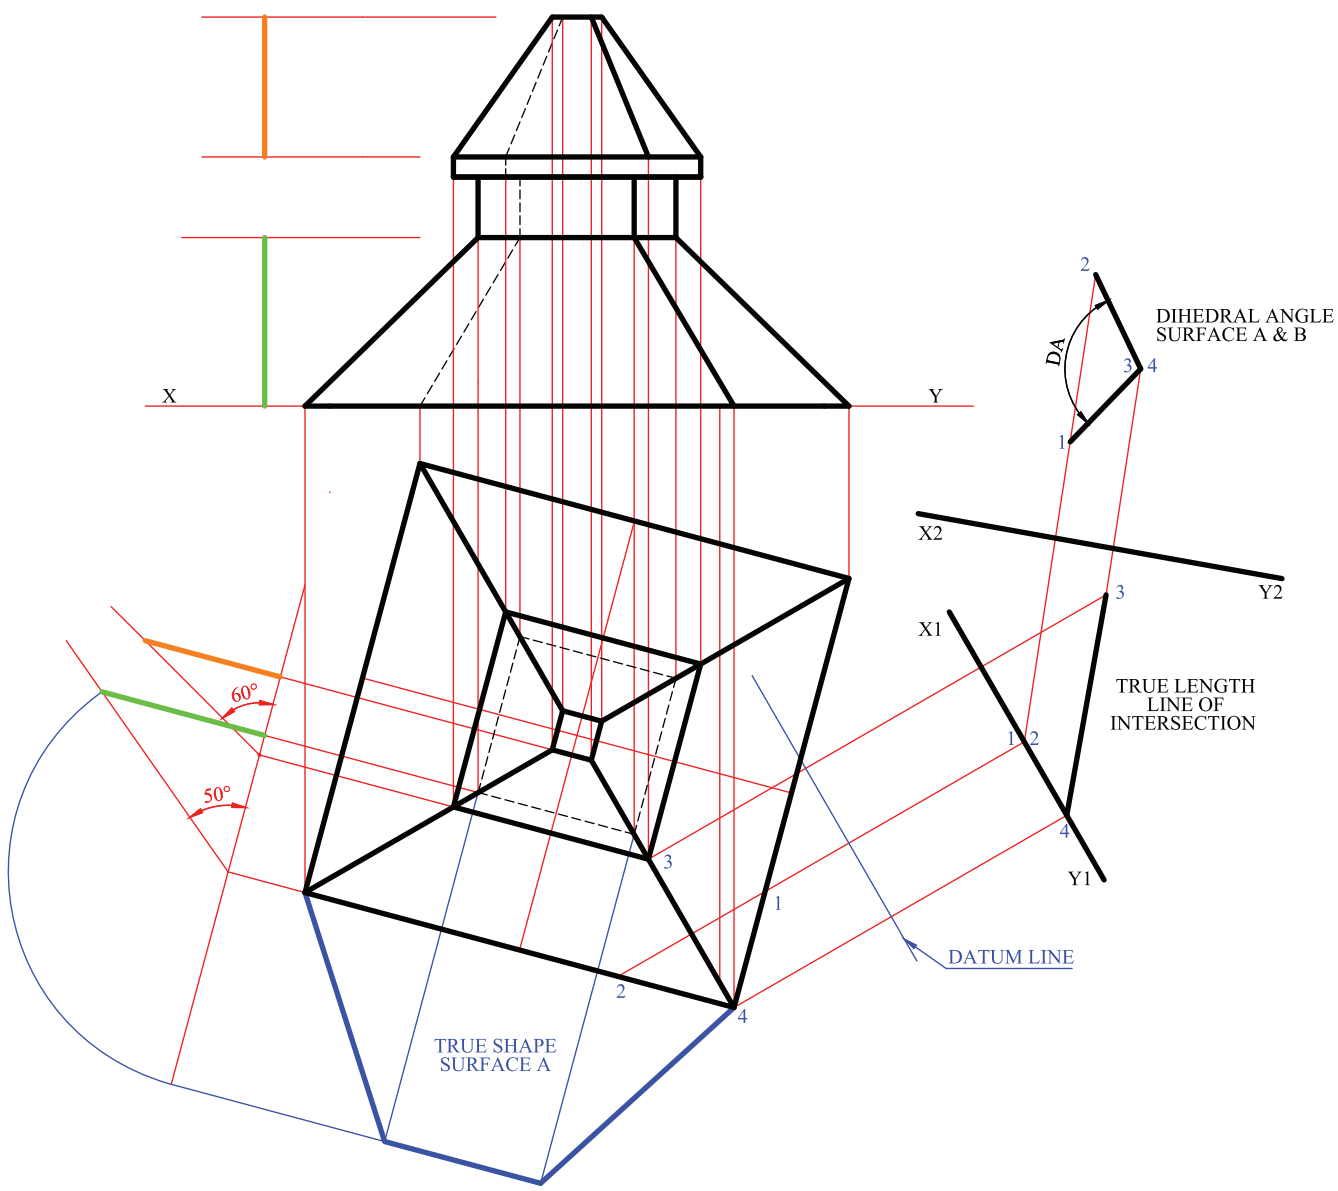 2
DIHEDRAL ANGLE
SURFACE A & B
DA
3
4
1
X
Y
X2
Y2
3
X1
TRUE LENGTH
LINE OF
INTERSECTION
1
2
4
Y1
60°
50°
3
1
2
4
DATUM LINE
TRUE SHAPE
SURFACE A